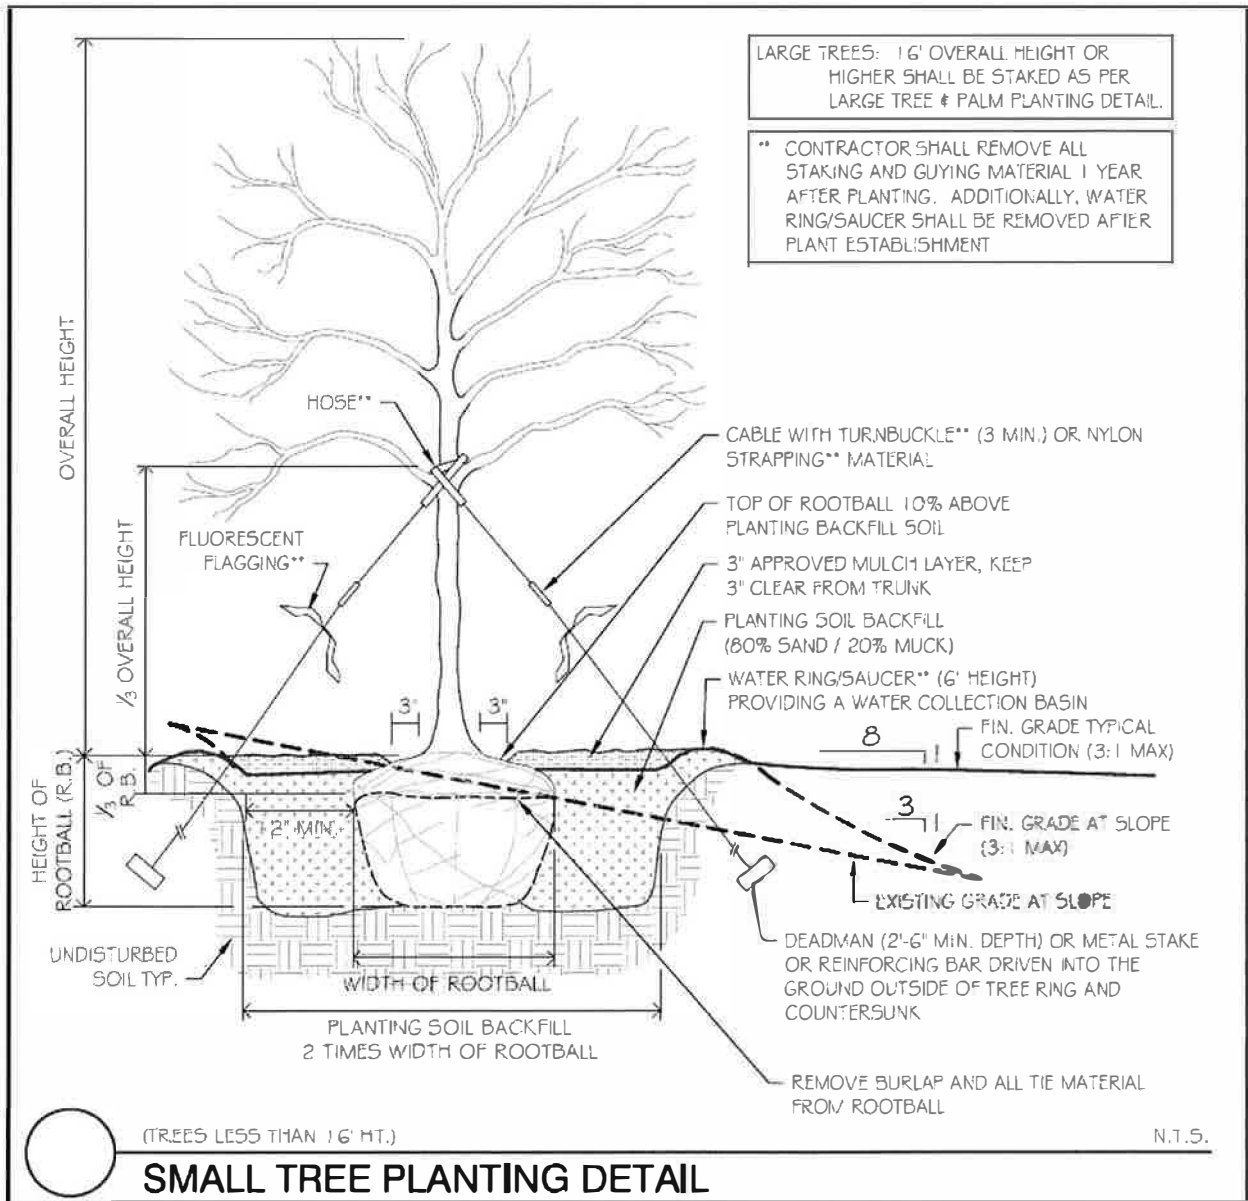 LARGE TREES: 16' OVERALL HEIGHT OR
HIGHER SHALL BE STAKED AS PER
LARGE TREE & PALM PLANTING DETAIL.
** CONTRACTOR SHALL REMOVE ALL
STAKING AND GUYING MATERIAL 1 YEAR
AFTER PLANTING. ADDITIONALLY, WATER
RING/SAUCER SHALL BE REMOVED AFTER
PLANT ESTABLISHMENT
OVERALL HEIGHT
HOSE**
CABLE WITH TURNBUCKLE** (3 MIN.) OR NYLON
STRAPPING** MATERIAL
TOP OF ROOTBALL 10% ABOVE
PLANTING BACKFILL SOIL
FLUORESCENT
FLAGGING**
1/3 OVERALL HEIGHT
3" APPROVED MULCH LAYER, KEEP
3" CLEAR FROM TRUNK
PLANTING SOIL BACKFILL
(80% SAND / 20% MUCK)
WATER RING/SAUCER** (6' HEIGHT)
PROVIDING A WATER COLLECTION BASIN
3"
3"
8
1
FIN. GRADE TYPICAL
CONDITION (3:1 MAX)
HEIGHT OF
ROOTBALL (R.B.)
1/3 OF
R.B.
12" MIN.
3
1
FIN. GRADE AT SLOPE
(3:1 MAX)
EXISTING GRADE AT SLOPE
UNDISTURBED
SOIL TYP.
DEADMAN (2'-6" MIN. DEPTH) OR METAL STAKE
OR REINFORCING BAR DRIVEN INTO THE
GROUND OUTSIDE OF TREE RING AND
COUNTERSUNK
WIDTH OF ROOTBALL
PLANTING SOIL BACKFILL
2 TIMES WIDTH OF ROOTBALL
REMOVE BURLAP AND ALL TIE MATERIAL
FROM ROOTBALL
(TREES LESS THAN 16' HT.)
N.T.S.
SMALL TREE PLANTING DETAIL